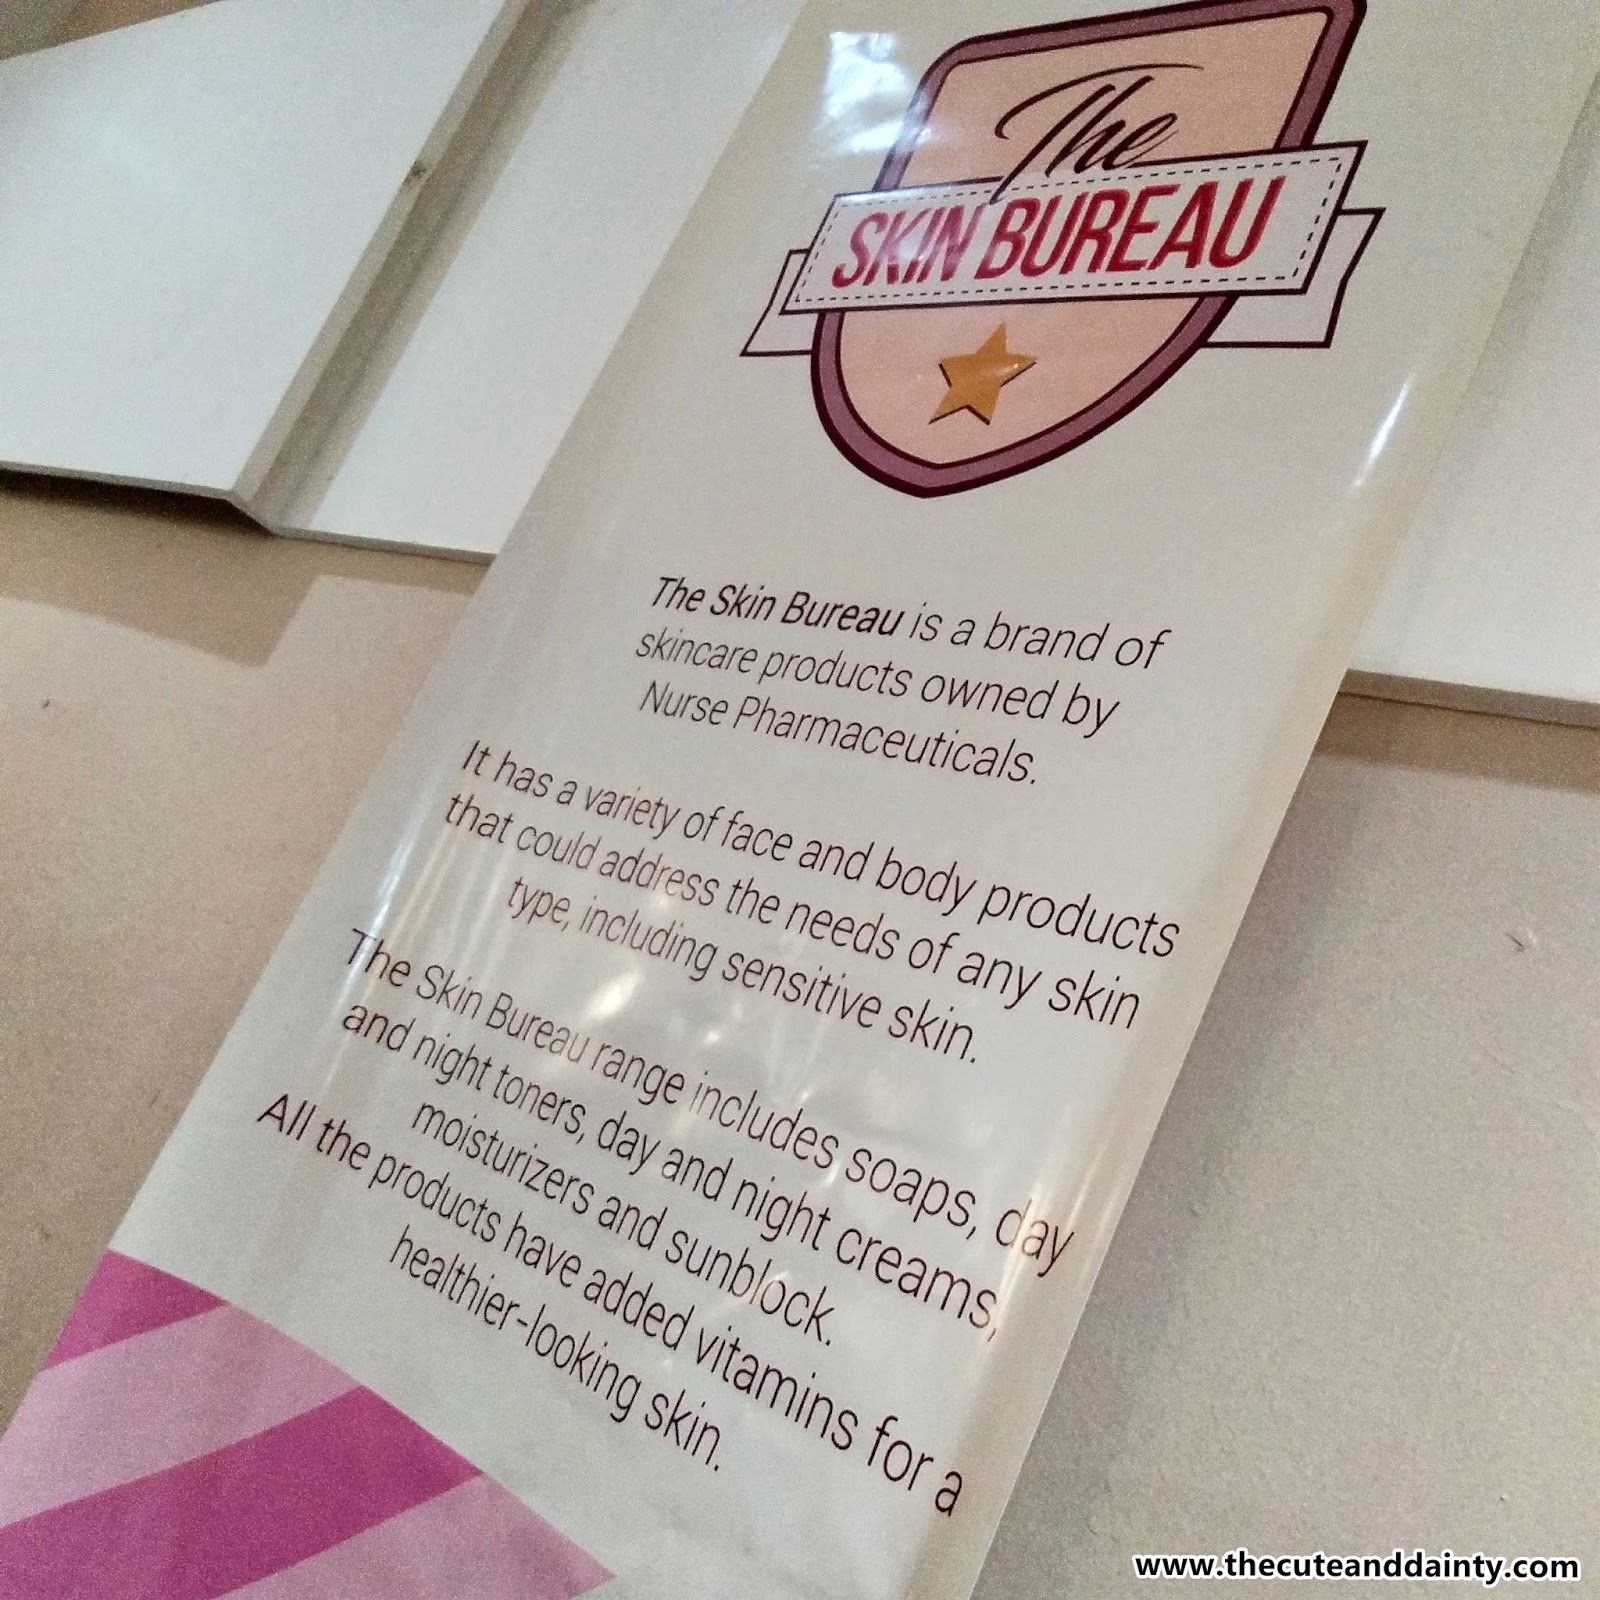 The
SKIN BUREAU
The Skin Bureau is a brand of
skincare products owned by
Nurse Pharmaceuticals.
It has a variety of face and body products
that could address the needs of any skin
type, including sensitive skin.
The Skin Bureau range includes soaps, day
and night toners, day and night creams,
moisturizers and sunblock.
All the products have added vitamins for a
healthier-looking skin.
www.thecuteanddainty.com